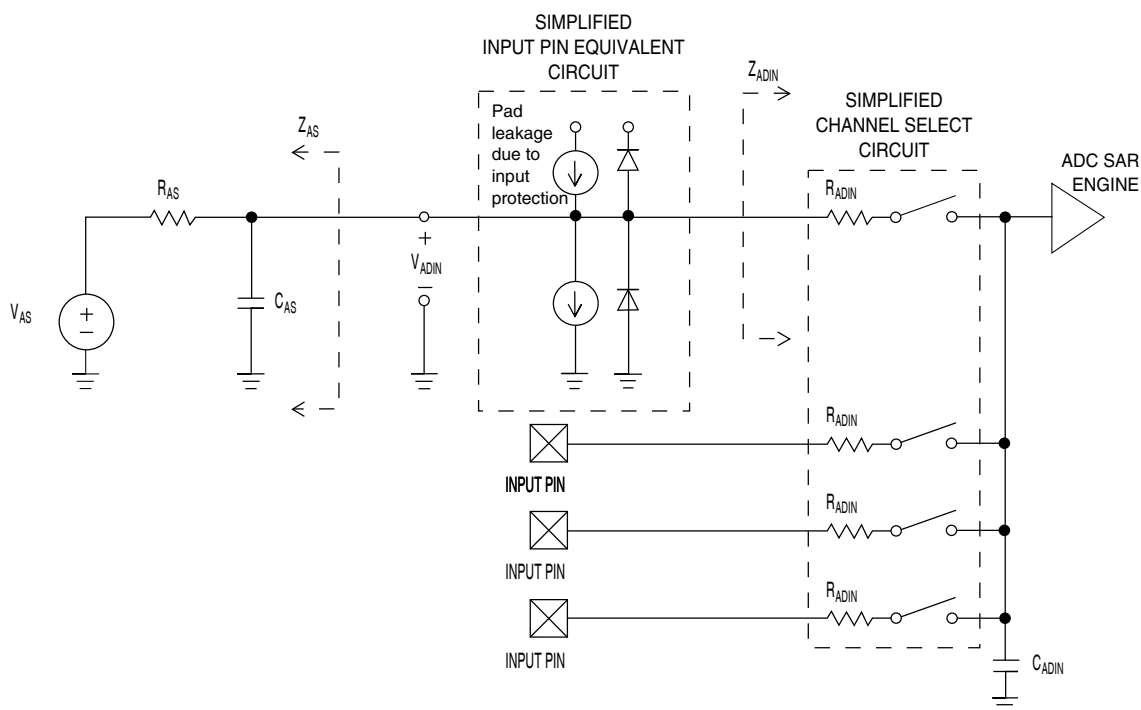 SIMPLIFIED
INPUT PIN EQUIVALENT
CIRCUIT
Z_ADIN
SIMPLIFIED
CHANNEL SELECT
CIRCUIT
ADC SAR
ENGINE
Pad
leakage
due to
input
protection
Z_AS
R_AS
R_ADIN
+
V_ADIN
–
C_AS
V_AS
+
–
R_ADIN
INPUT PIN
R_ADIN
INPUT PIN
R_ADIN
INPUT PIN
C_ADIN